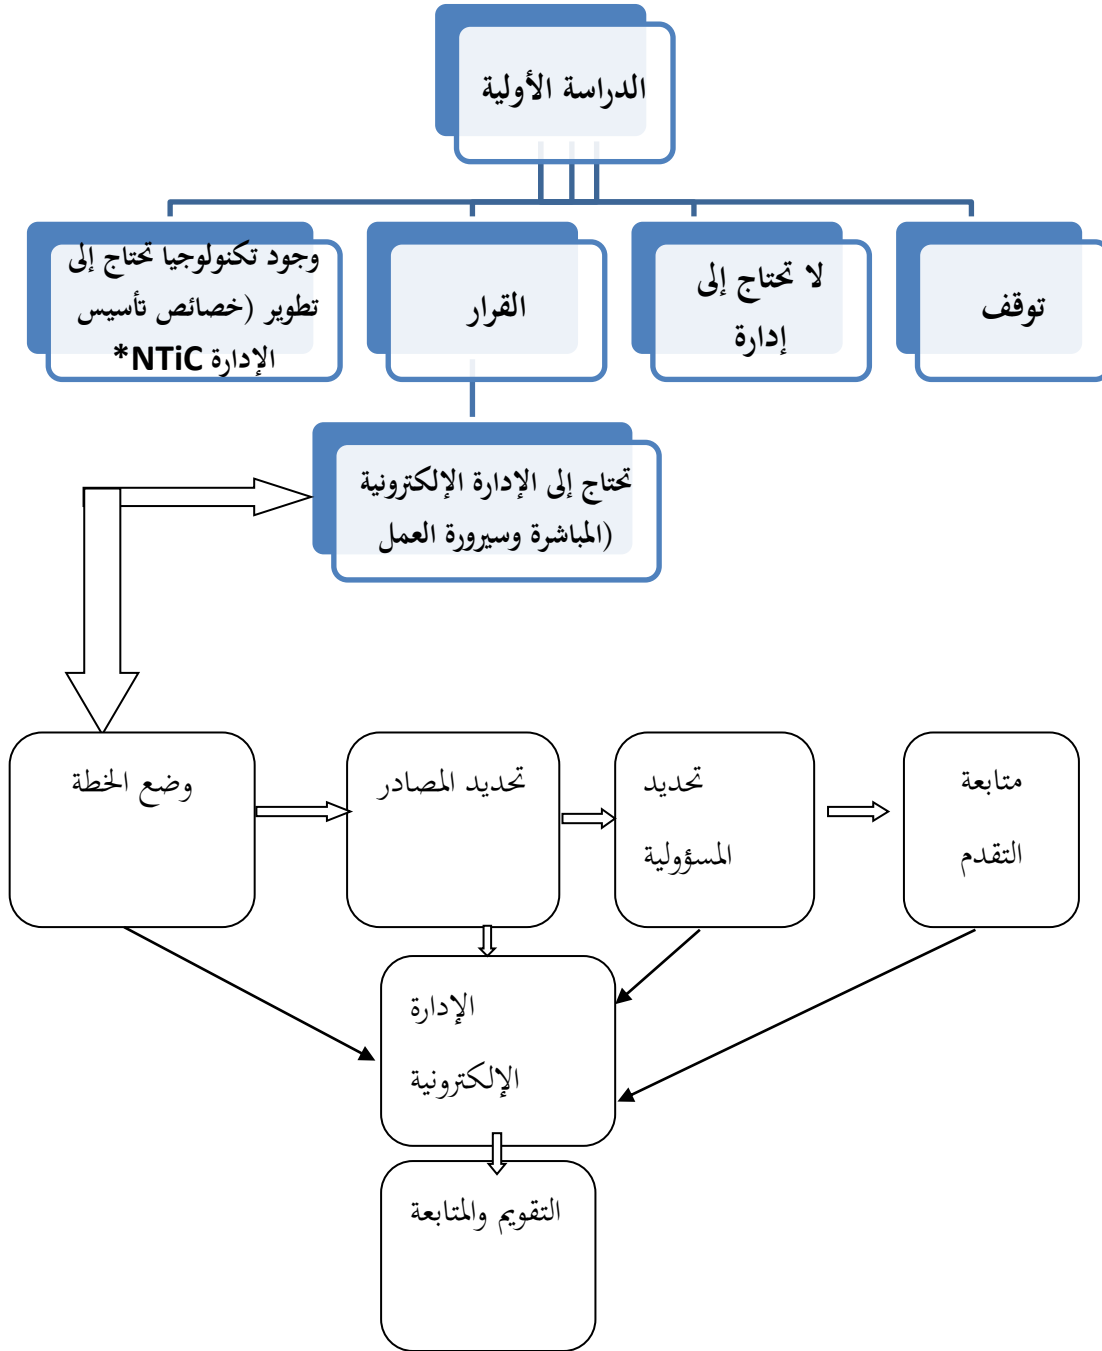 الدراسة الأولية
توقف
لا تحتاج إلى
إدارة
القرار
وجود تكنولوجيا تحتاج إلى
تطوير (خصائص تأسيس
الإدارة NTiC*
تحتاج إلى الإدارة الإلكترونية
(المباشرة وسيرورة العمل
وضع الخطة
تحديد المصادر
تحديد
المسؤولية
متابعة
التقدم
الإدارة
الإلكترونية
التقويم والمتابعة